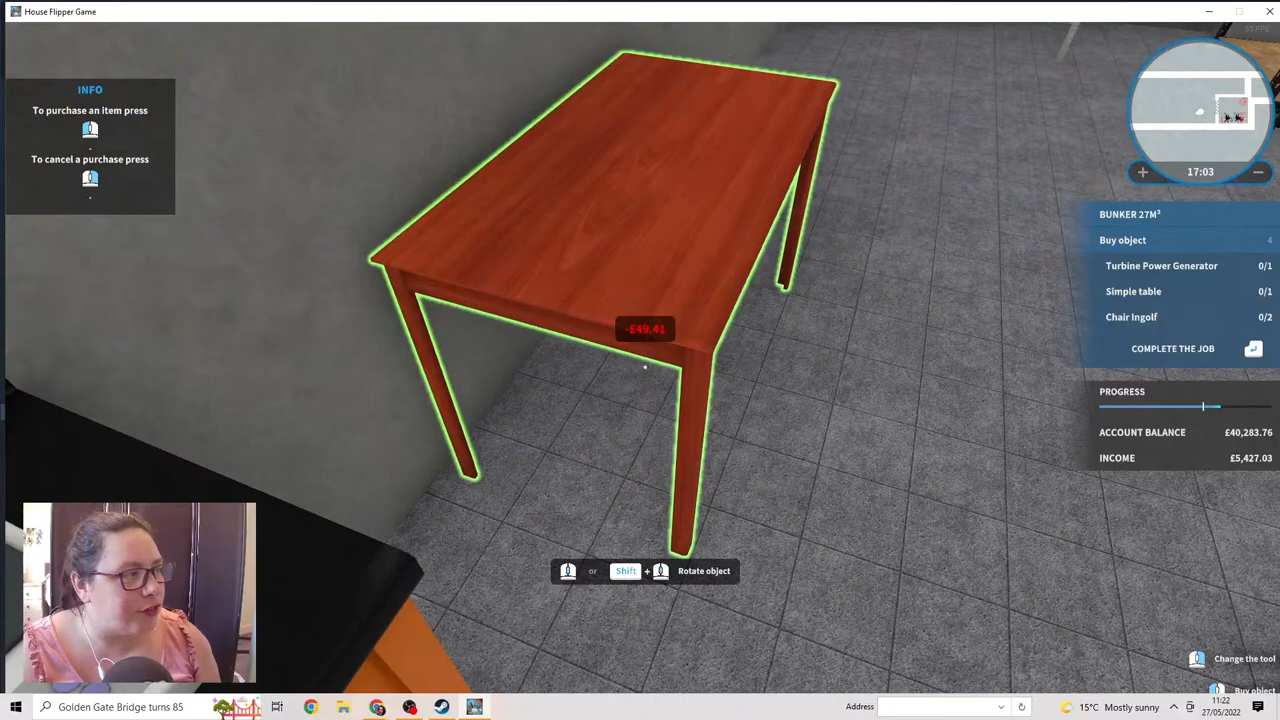 House Flipper Game
55 FPS
INFO
To purchase an item press
.
To cancel a purchase press
.
17:03
BUNKER 27M²
Buy object 4
Turbine Power Generator 0/1
Simple table 0/1
Chair Ingolf 0/2
COMPLETE THE JOB
PROGRESS
ACCOUNT BALANCE £40,283.76
INCOME £5,427.03
-£49.41
or Shift + Rotate object
Change the tool
Buy object
Golden Gate Bridge turns 85
Address
15°C Mostly sunny
11:22
27/05/2022